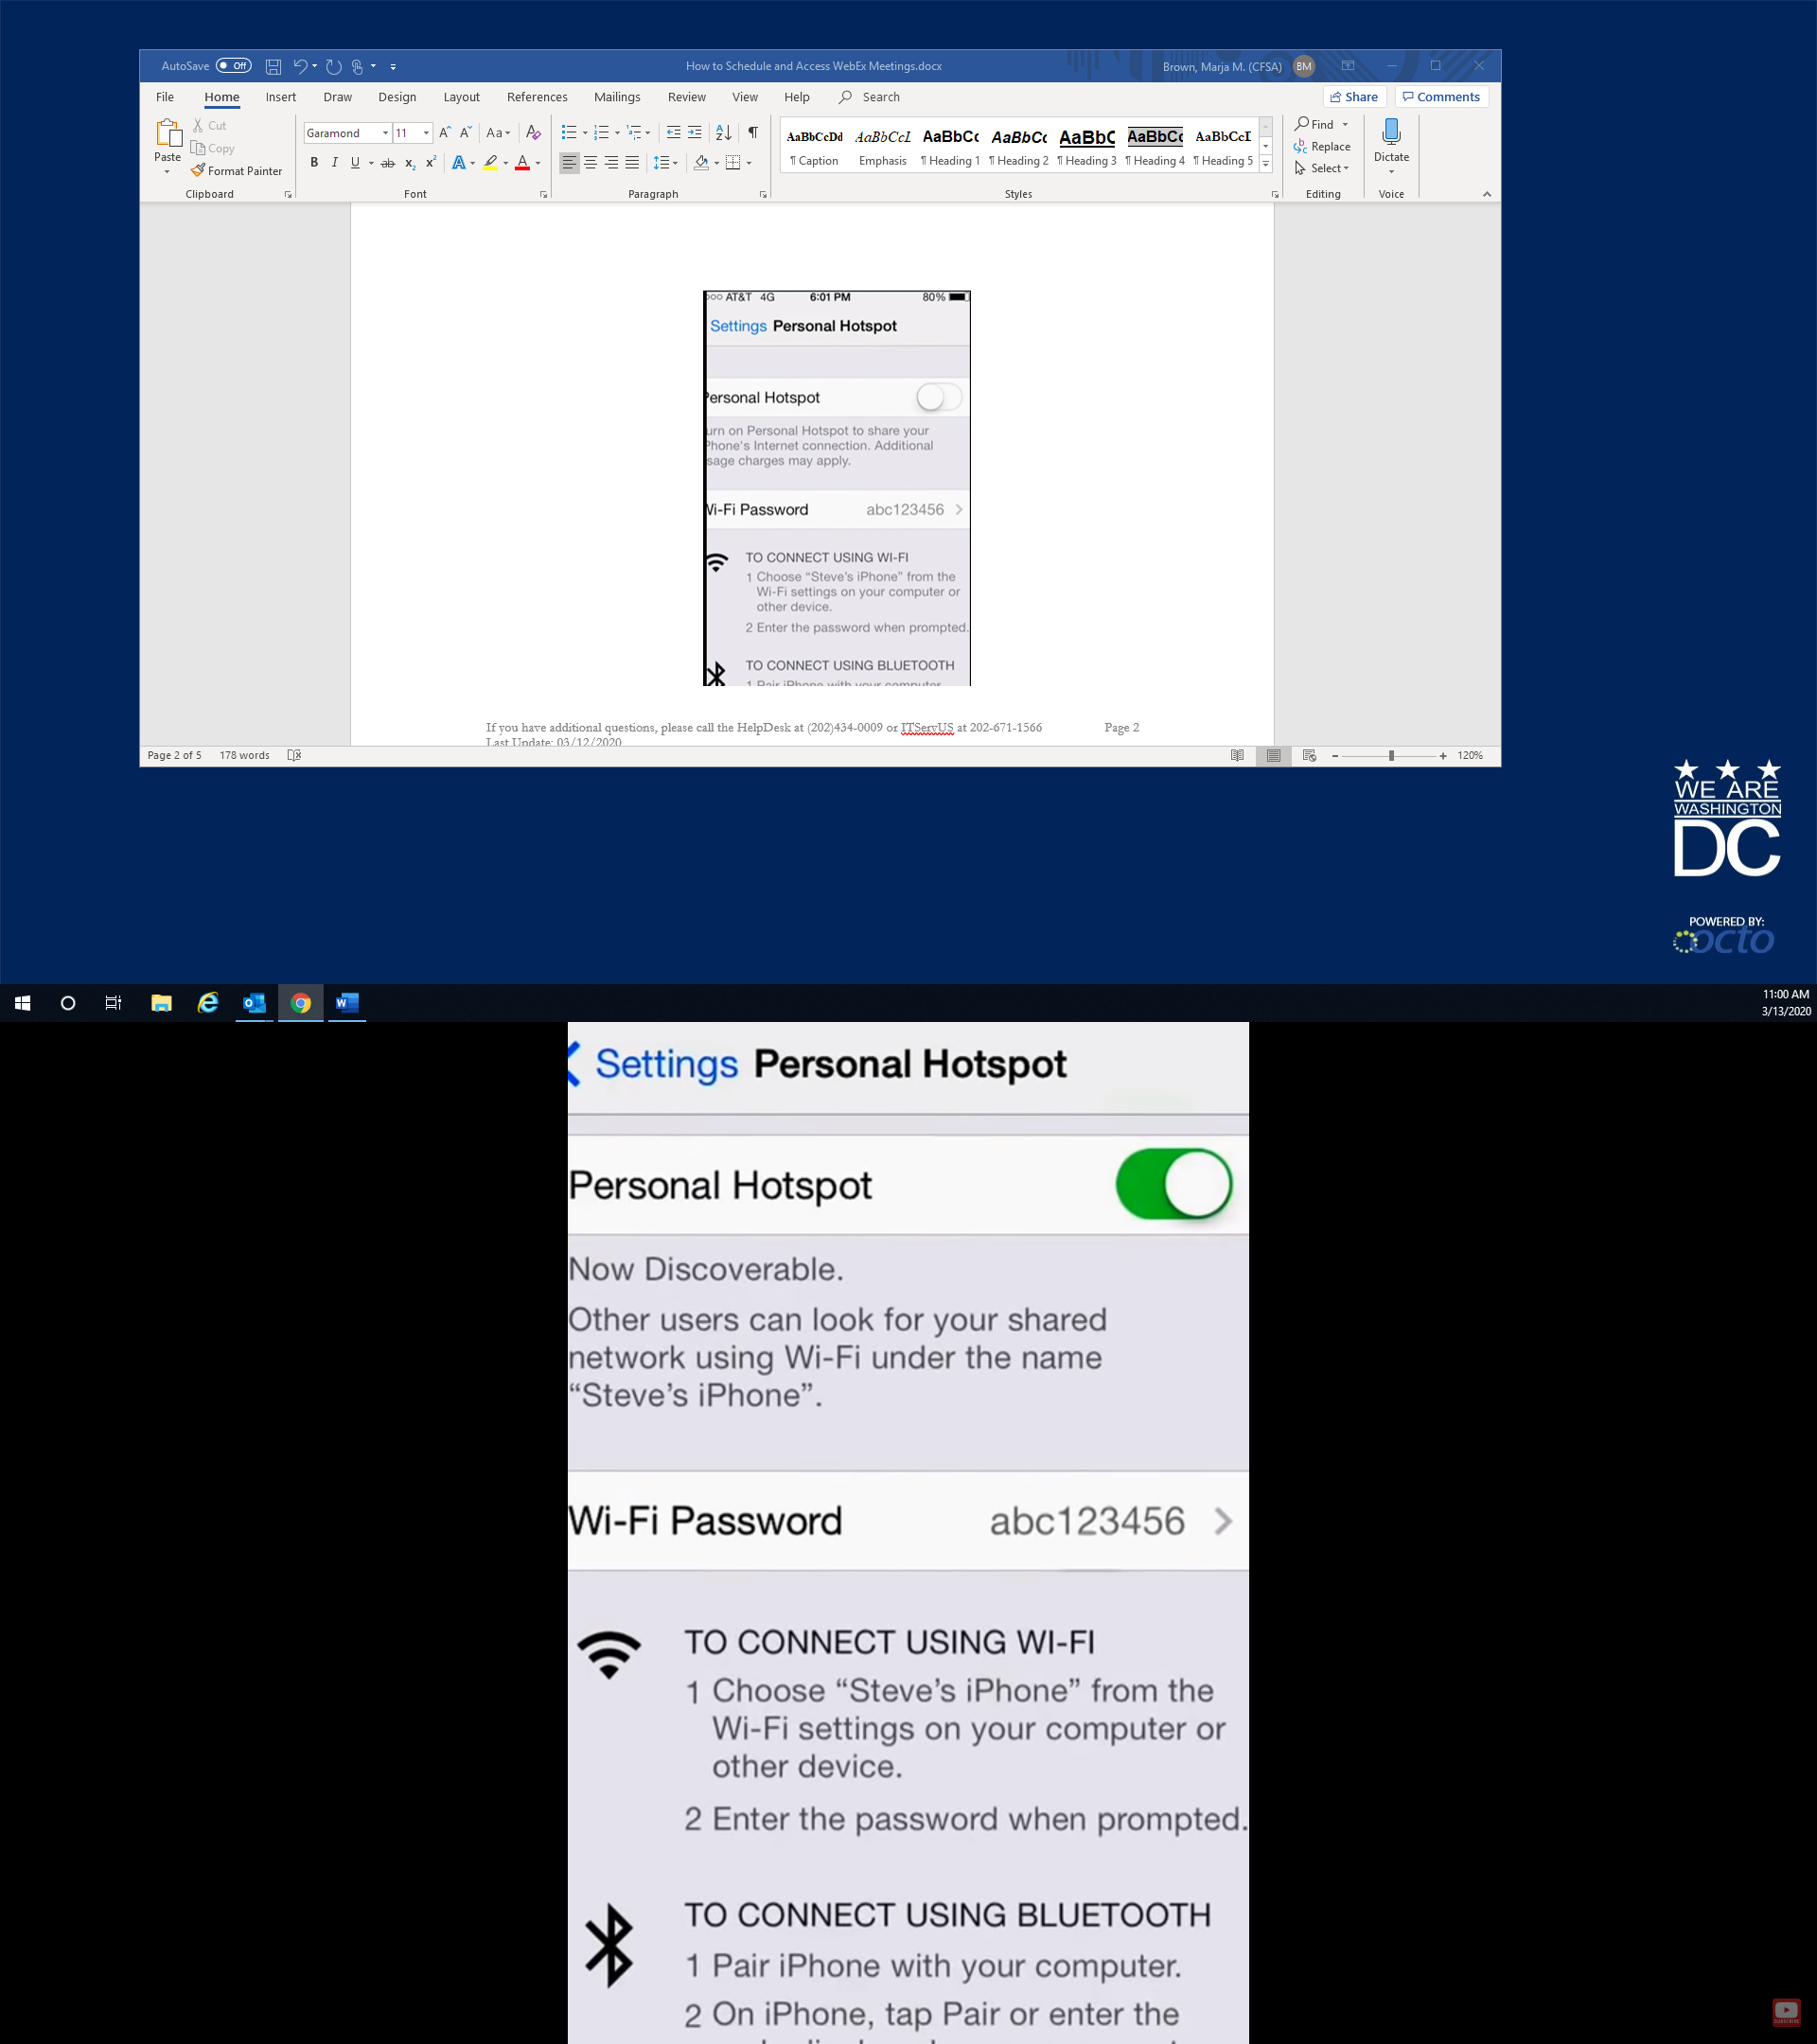 AutoSave Off
How to Schedule and Access WebEx Meetings.docx
Brown, Marja M. (CFSA) BM
File Home Insert Draw Design Layout References Mailings Review View Help Search
Share Comments
Paste
Cut
Copy
Format Painter
Clipboard
Garamond 11
Font
Paragraph
AaBbCcDd AaBbCcI AaBbCc AaBbCc AaBbC AaBbCc AaBbCcI
¶ Caption Emphasis ¶ Heading 1 ¶ Heading 2 ¶ Heading 3 ¶ Heading 4 ¶ Heading 5
Styles
Find
Replace
Select
Editing
Dictate
Voice
AT&T 4G 6:01 PM 80%
Settings Personal Hotspot
Personal Hotspot
urn on Personal Hotspot to share your
Phone's Internet connection. Additional
sage charges may apply.
Wi-Fi Password abc123456
TO CONNECT USING WI-FI
1 Choose “Steve's iPhone” from the
Wi-Fi settings on your computer or
other device.
2 Enter the password when prompted.
TO CONNECT USING BLUETOOTH
1 Pair iPhone with your computer
If you have additional questions, please call the HelpDesk at (202)434-0009 or ITServUS at 202-671-1566 Page 2
Last Update: 03/12/2020
Page 2 of 5 178 words 120%
WE ARE
WASHINGTON
DC
POWERED BY:
octo
11:00 AM
3/13/2020
Settings Personal Hotspot
Personal Hotspot
Now Discoverable.
Other users can look for your shared
network using Wi-Fi under the name
“Steve’s iPhone”.
Wi-Fi Password abc123456
TO CONNECT USING WI-FI
1 Choose “Steve’s iPhone” from the
Wi-Fi settings on your computer or
other device.
2 Enter the password when prompted.
TO CONNECT USING BLUETOOTH
1 Pair iPhone with your computer.
2 On iPhone, tap Pair or enter the
SUBSCRIBE